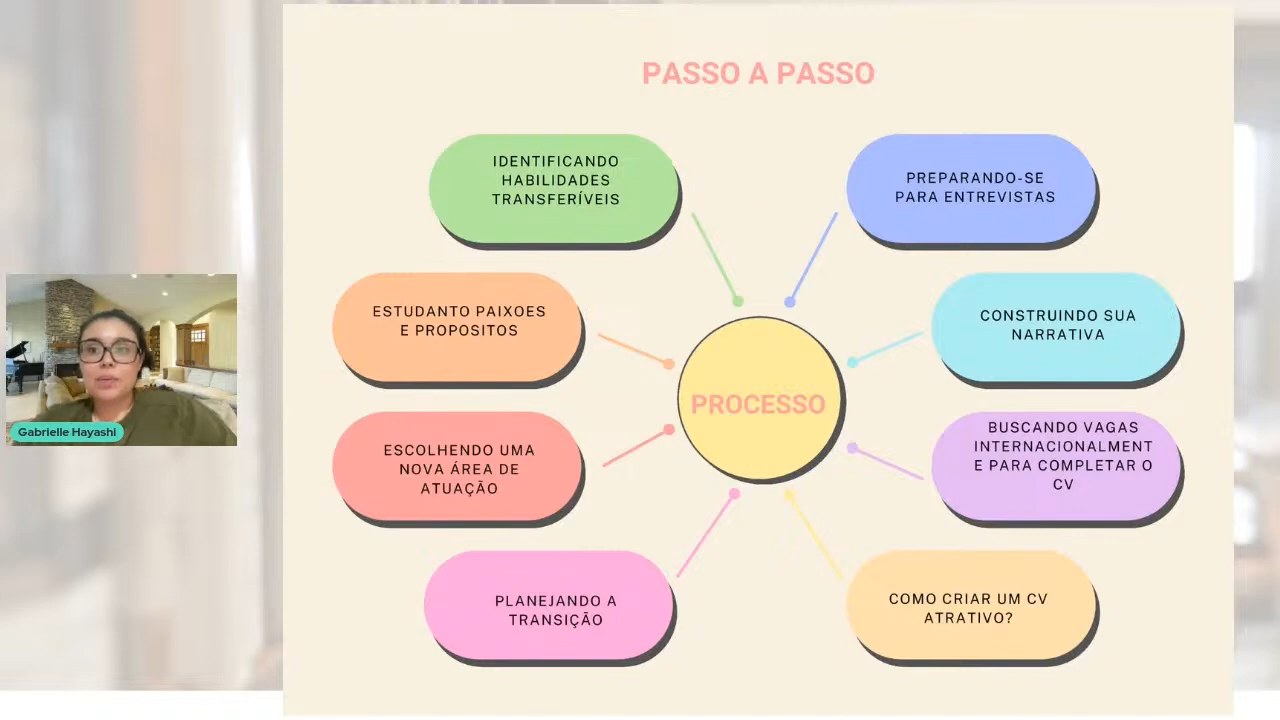 PASSO A PASSO
IDENTIFICANDO
HABILIDADES
TRANSFERÍVEIS
PREPARANDO-SE
PARA ENTREVISTAS
ESTUDANTO PAIXOES
E PROPOSITOS
CONSTRUINDO SUA
NARRATIVA
PROCESSO
ESCOLHENDO UMA
NOVA ÁREA DE
ATUAÇÃO
BUSCANDO VAGAS
INTERNACIONALMENT
E PARA COMPLETAR O
CV
PLANEJANDO A
TRANSIÇÃO
COMO CRIAR UM CV
ATRATIVO?
Gabrielle Hayashi